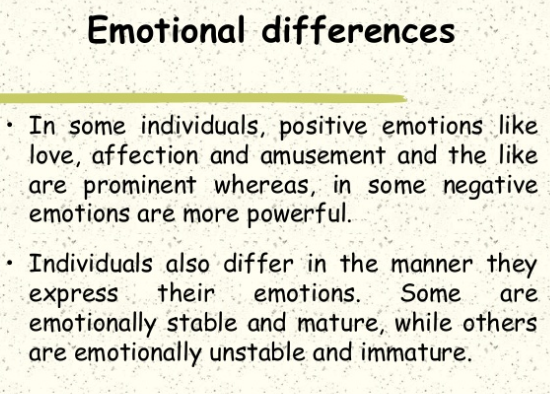 Emotional differences
• In some individuals, positive emotions like
love, affection and amusement and the like
are prominent whereas, in some negative
emotions are more powerful.
• Individuals also differ in the manner they
express their emotions. Some are
emotionally stable and mature, while others
are emotionally unstable and immature.